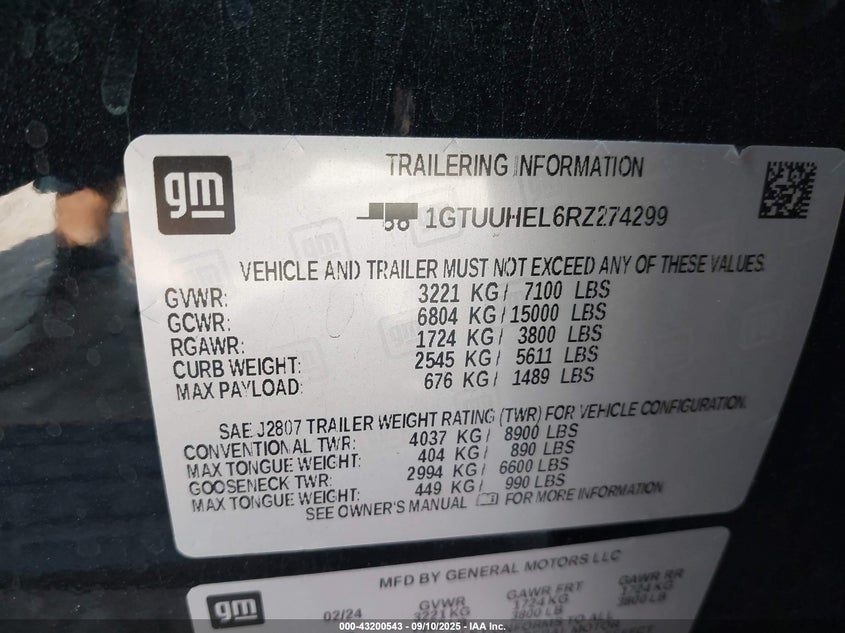 gm
TRAILERING INFORMATION
1GTUUHEL6RZ274299
VEHICLE AND TRAILER MUST NOT EXCEED ANY OF THESE VALUES.
GVWR: 3221 KG / 7100 LBS
GCWR: 6804 KG / 15000 LBS
RGAWR: 1724 KG / 3800 LBS
CURB WEIGHT: 2545 KG / 5611 LBS
MAX PAYLOAD: 676 KG / 1489 LBS
SAE J2807 TRAILER WEIGHT RATING (TWR) FOR VEHICLE CONFIGURATION.
CONVENTIONAL TWR: 4037 KG / 8900 LBS
MAX TONGUE WEIGHT: 404 KG / 890 LBS
GOOSENECK TWR: 2994 KG / 6600 LBS
MAX TONGUE WEIGHT: 449 KG / 990 LBS
SEE OWNER'S MANUAL FOR MORE INFORMATION
gm
MFD BY GENERAL MOTORS LLC
02/24 GVWR GAWR FRT GAWR RR
3221 KG 1724 KG 1724 KG
3800 LB 3800 LB
TO ALL
000-43200543 - 09/10/2025 - IAA Inc.